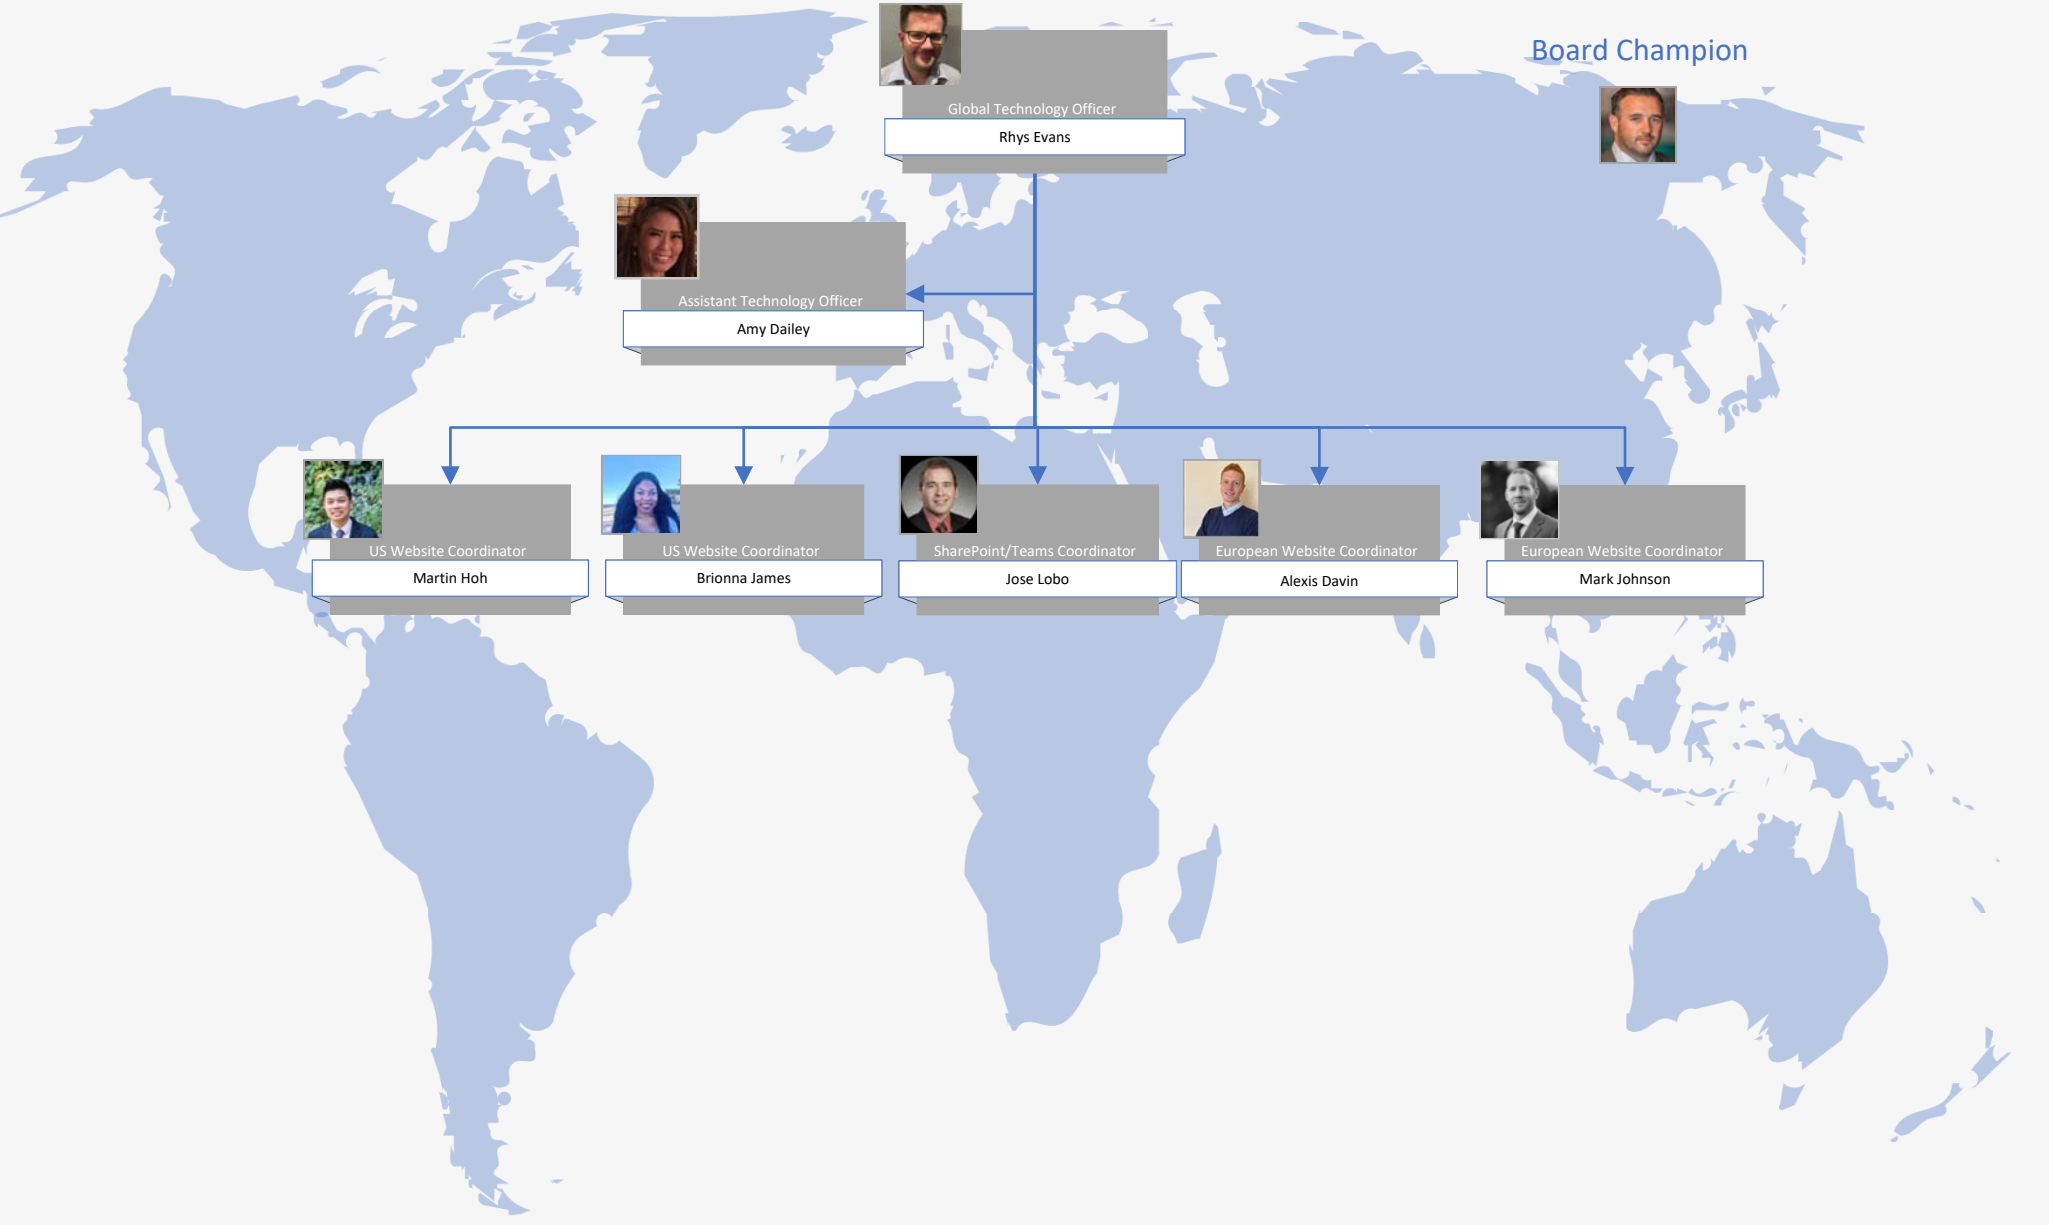 Board Champion
Global Technology Officer
Rhys Evans
Assistant Technology Officer
Amy Dailey
US Website Coordinator
Martin Hoh
US Website Coordinator
Brionna James
SharePoint/Teams Coordinator
Jose Lobo
European Website Coordinator
Alexis Davin
European Website Coordinator
Mark Johnson